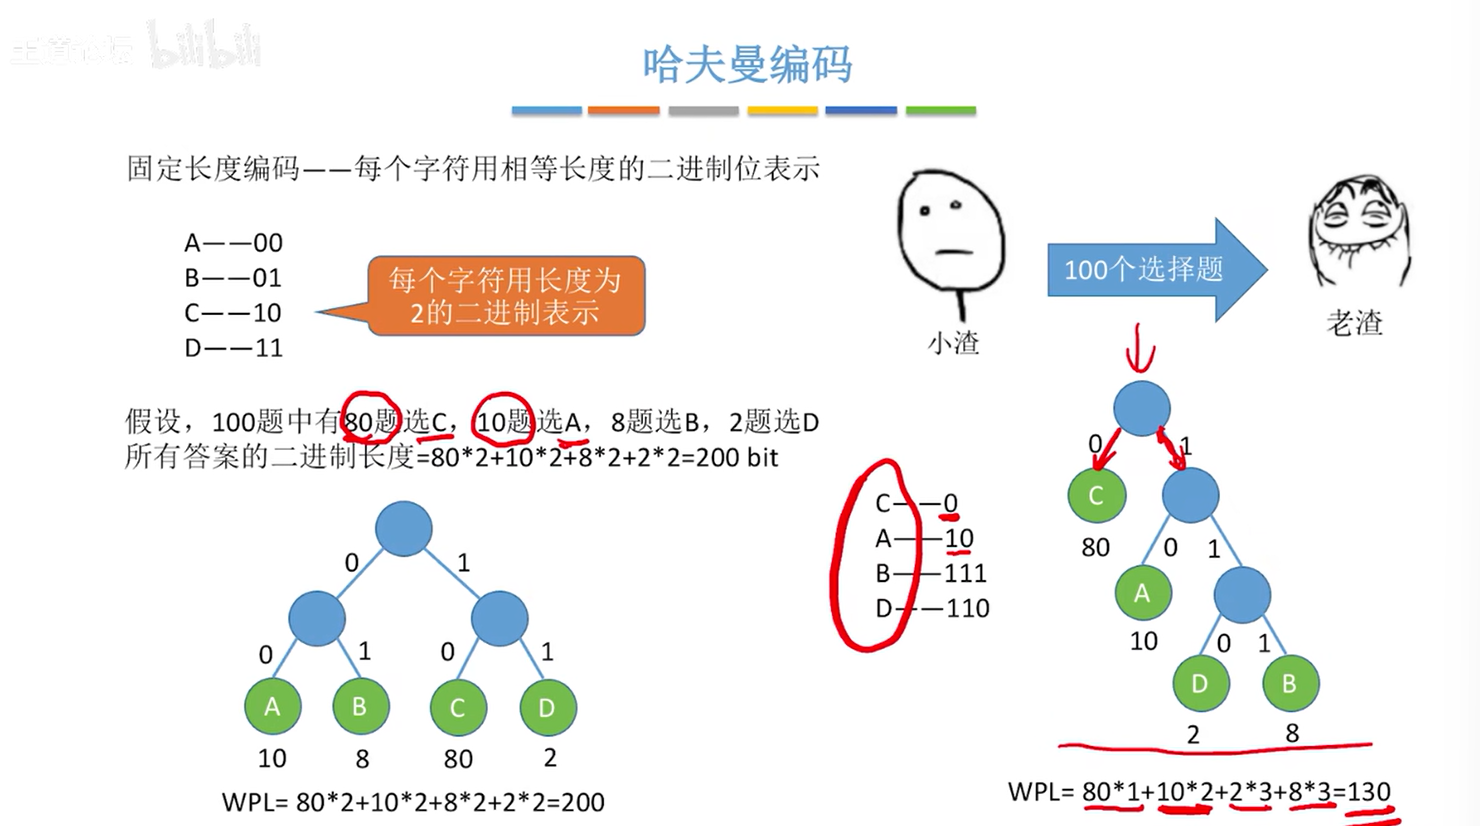 bilibili
哈夫曼编码
固定长度编码——每个字符用相等长度的二进制位表示
A——00
B——01
C——10
D——11
每个字符用长度为
2的二进制表示
100个选择题
小渣
老渣
假设，100题中有80题选C，10题选A，8题选B，2题选D
所有答案的二进制长度=80*2+10*2+8*2+2*2=200 bit
0 1
0 1 0 1
A B C D
10 8 80 2
WPL= 80*2+10*2+8*2+2*2=200
C——0
A——10
B——111
D——110
0 1
C
80 0 1
A
10 0 1
D B
2 8
WPL= 80*1+10*2+2*3+8*3=130